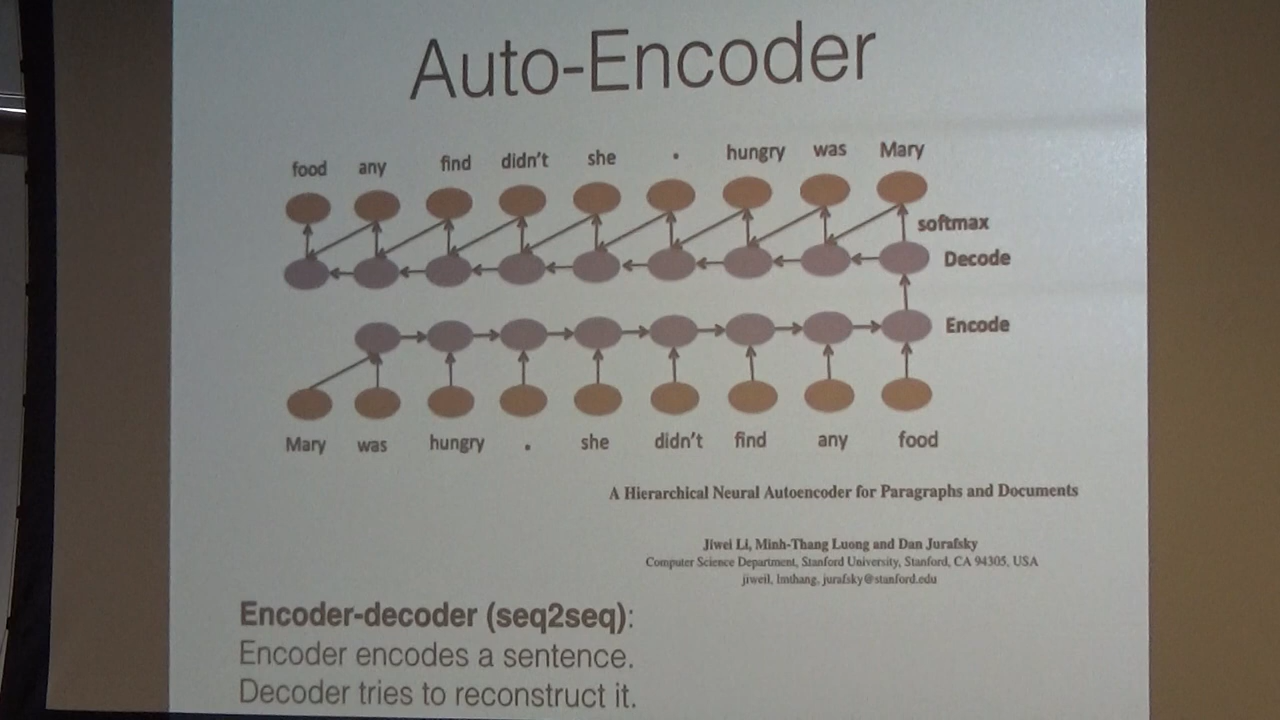 Auto-Encoder
food any find didn't she . hungry was Mary
softmax
Decode
Encode
Mary was hungry . she didn't find any food
A Hierarchical Neural Autoencoder for Paragraphs and Documents
Jiwei Li, Minh-Thang Luong and Dan Jurafsky
Computer Science Department, Stanford University, Stanford, CA 94305, USA
jiweil, lmthang, jurafsky@stanford.edu
Encoder-decoder (seq2seq):
Encoder encodes a sentence.
Decoder tries to reconstruct it.